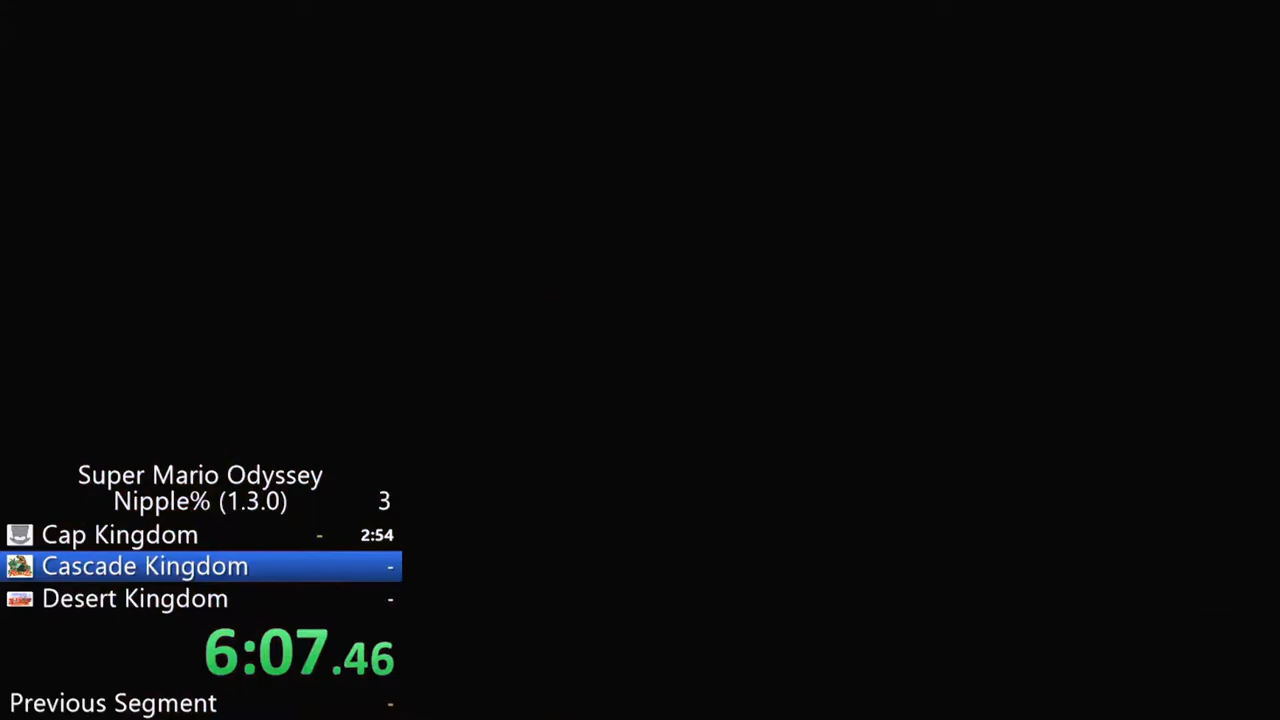 Super Mario Odyssey
Nipple% (1.3.0) 3
Cap Kingdom - 2:54
Cascade Kingdom -
Desert Kingdom -
6:07.46
Previous Segment -